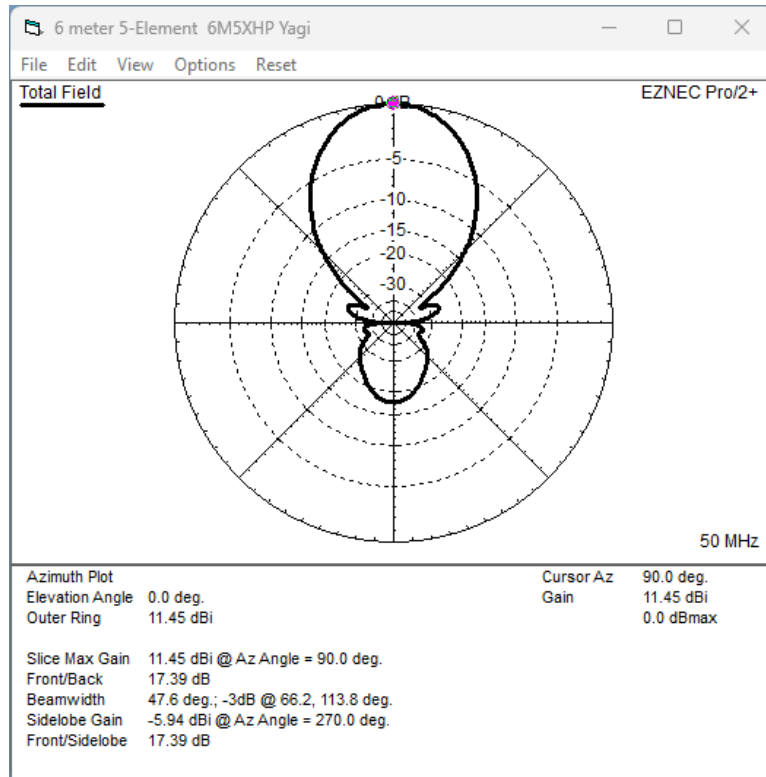 6 meter 5-Element 6M5XHP Yagi
File Edit View Options Reset
Total Field EZNEC Pro/2+
0 dB
-5
-10
-15
-20
-30
50 MHz
Azimuth Plot Cursor Az 90.0 deg.
Elevation Angle 0.0 deg. Gain 11.45 dBi
Outer Ring 11.45 dBi 0.0 dBmax
Slice Max Gain 11.45 dBi @ Az Angle = 90.0 deg.
Front/Back 17.39 dB
Beamwidth 47.6 deg.; -3dB @ 66.2, 113.8 deg.
Sidelobe Gain -5.94 dBi @ Az Angle = 270.0 deg.
Front/Sidelobe 17.39 dB